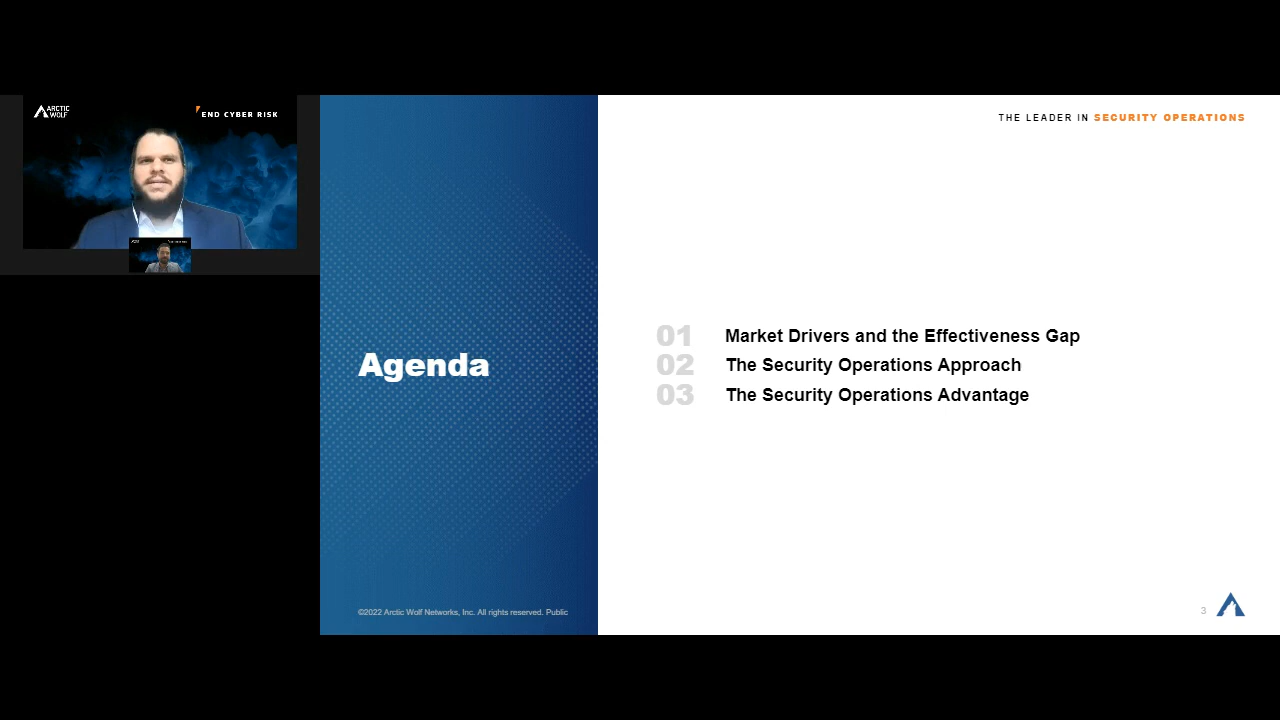 ARCTIC
WOLF
END CYBER RISK
THE LEADER IN SECURITY OPERATIONS
Agenda
01 Market Drivers and the Effectiveness Gap
02 The Security Operations Approach
03 The Security Operations Advantage
©2022 Arctic Wolf Networks, Inc. All rights reserved. Public
3